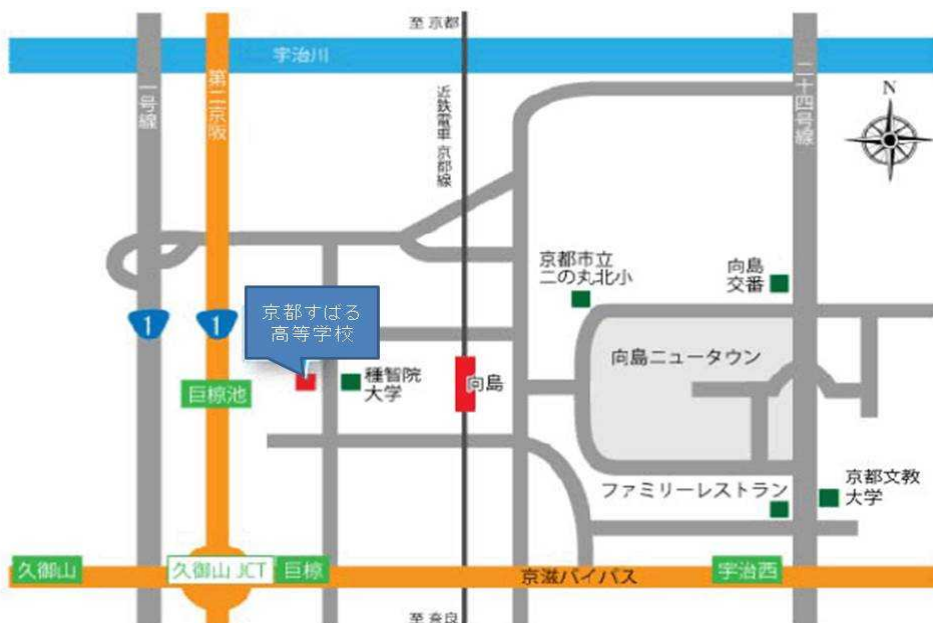 至 京都
宇治川
一号線
第二京阪
近鉄電車 京都線
二十四号線
N
京都市立
二の丸北小
向島
交番
京都すばる
高等学校
1
1
向島ニュータウン
種智院
大学
向島
巨椋池
ファミリーレストラン
京都文教
大学
久御山
久御山 JCT
巨椋
京滋バイパス
宇治西
至 奈良